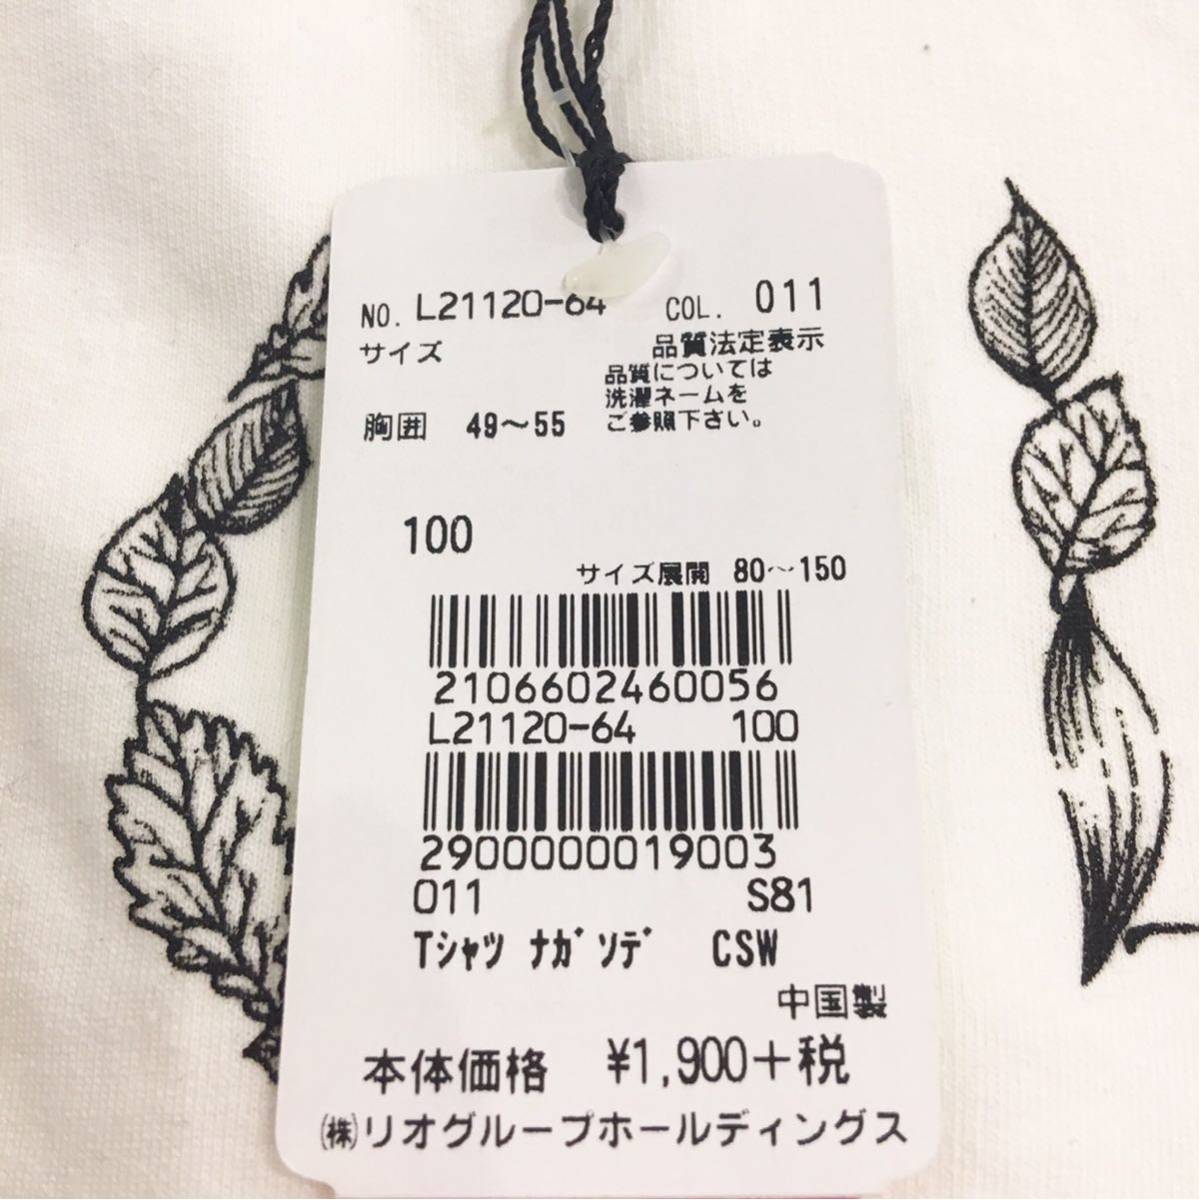 NO. L21120-64 COL. 011
サイズ 品質法定表示
品質については
洗濯ネームを
胸囲 49〜55 ご参照下さい。
100
サイズ展開 80〜150
2106602460056
L21120-64 100
2900000019003
011 S81
Tシャツ ナガソデ CSW
中国製
本体価格 ¥1,900+税
㈱リオグループホールディングス